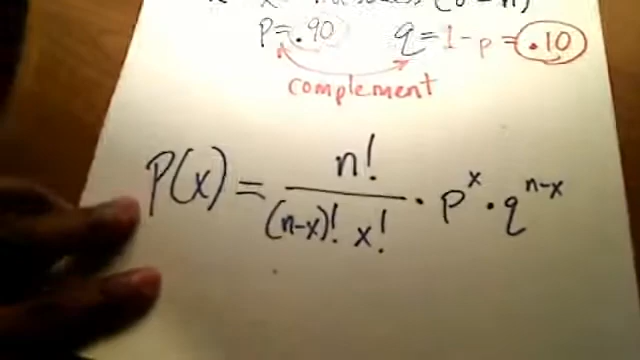 p=.90 q=1-p=.10
complement
P(x) = n!/((n-x)! x!) · p^x · q^(n-x)